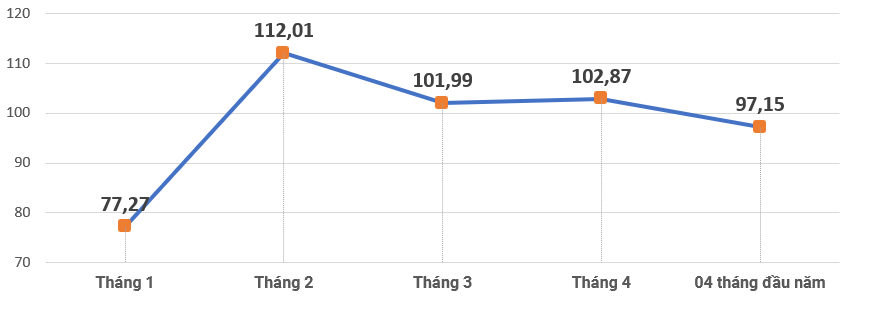 120
112,01
110
101,99
102,87
97,15
100
90
77,27
80
70
Tháng 1
Tháng 2
Tháng 3
Tháng 4
04 tháng đầu năm